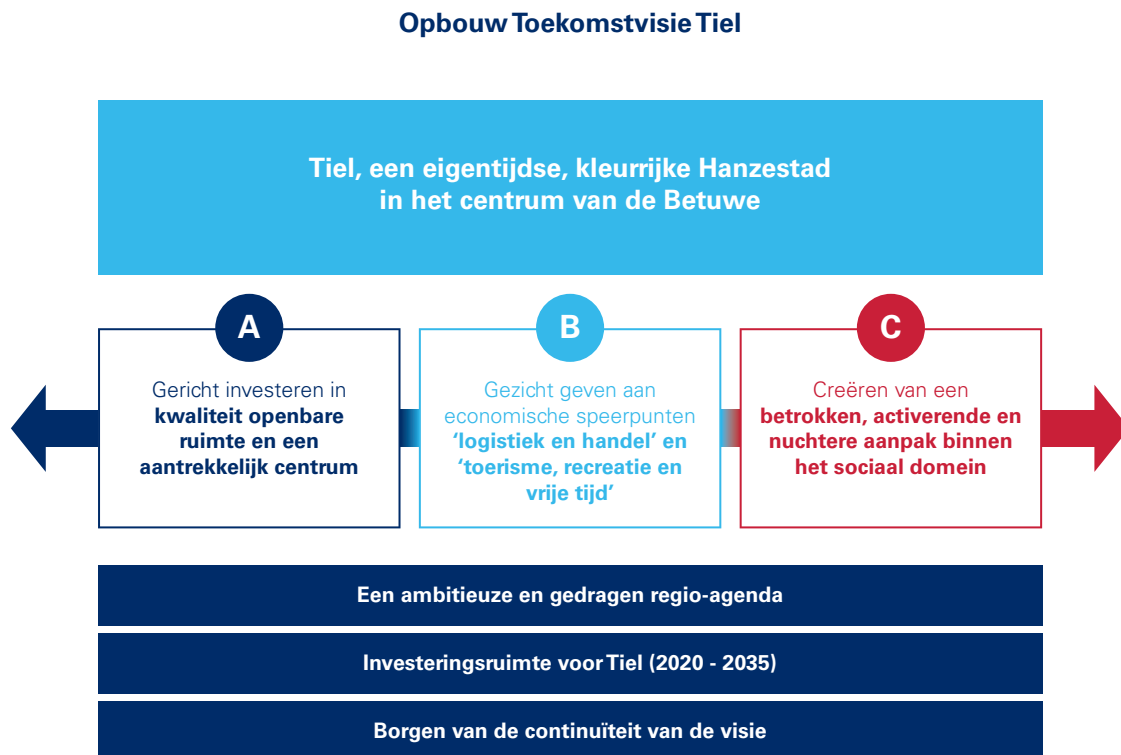 Opbouw Toekomstvisie Tiel
Tiel, een eigentijdse, kleurrijke Hanzestad
in het centrum van de Betuwe
A
Gericht investeren in
kwaliteit openbare
ruimte en een
aantrekkelijk centrum
B
Gezicht geven aan
economische speerpunten
‘logistiek en handel’ en
‘toerisme, recreatie en
vrije tijd’
C
Creëren van een
betrokken, activerende en
nuchtere aanpak binnen
het sociaal domein
Een ambitieuze en gedragen regio-agenda
Investeringsruimte voor Tiel (2020 - 2035)
Borgen van de continuïteit van de visie